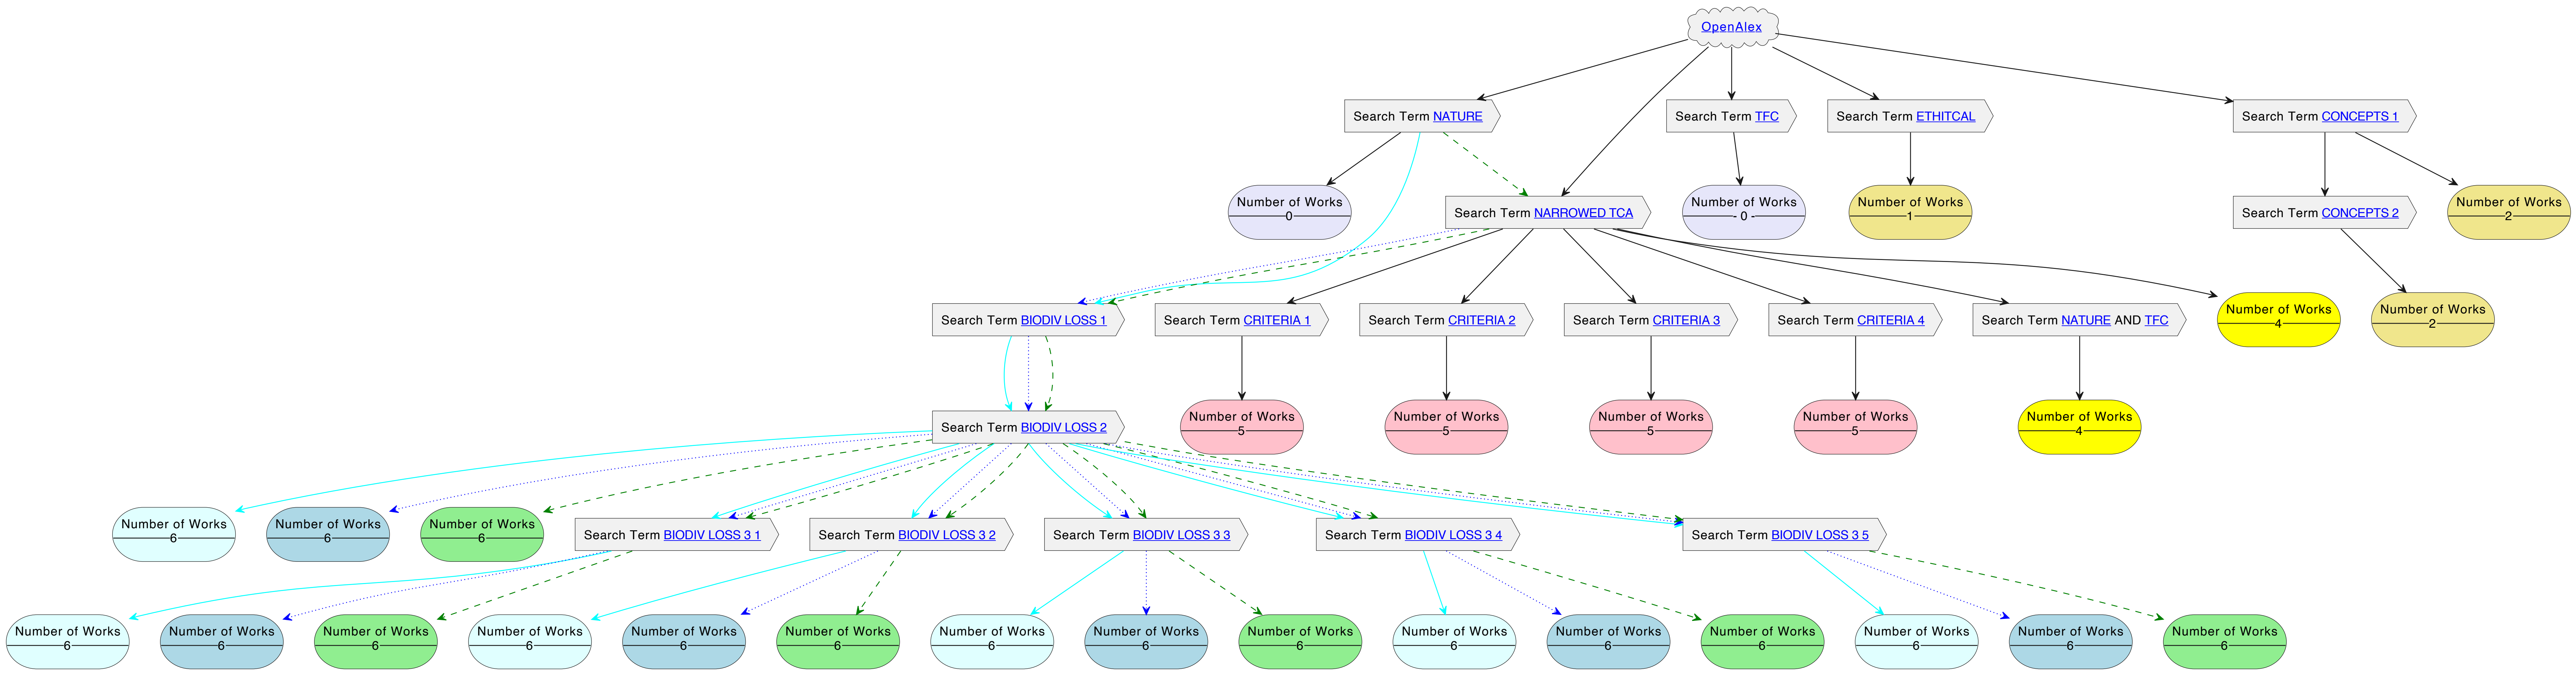 OpenAlex
Search Term NATURE
Search Term TFC
Search Term ETHITCAL
Search Term CONCEPTS 1
Number of Works
0
Search Term NARROWED TCA
Number of Works
- 0 -
Number of Works
1
Search Term CONCEPTS 2
Number of Works
2
Search Term BIODIV LOSS 1
Search Term CRITERIA 1
Search Term CRITERIA 2
Search Term CRITERIA 3
Search Term CRITERIA 4
Search Term NATURE AND TFC
Number of Works
4
Number of Works
2
Search Term BIODIV LOSS 2
Number of Works
5
Number of Works
5
Number of Works
5
Number of Works
5
Number of Works
4
Number of Works
6
Number of Works
6
Number of Works
6
Search Term BIODIV LOSS 3 1
Search Term BIODIV LOSS 3 2
Search Term BIODIV LOSS 3 3
Search Term BIODIV LOSS 3 4
Search Term BIODIV LOSS 3 5
Number of Works
6
Number of Works
6
Number of Works
6
Number of Works
6
Number of Works
6
Number of Works
6
Number of Works
6
Number of Works
6
Number of Works
6
Number of Works
6
Number of Works
6
Number of Works
6
Number of Works
6
Number of Works
6
Number of Works
6